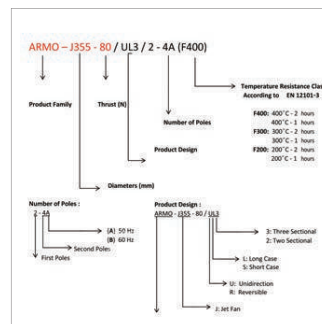 ARMO – J355 - 80 / UL3 / 2 - 4A (F400)
Temperature Resistance Clas
According to EN 12101-3
Product Family
Thrust (N)
Number of Poles
F400: 400˚C - 2 hours
400˚C - 1 hours
F300: 300˚C - 2 hours
300˚C - 1 hours
F200: 200˚C - 2 hours
200˚C - 1 hours
Product Design
Diameters (mm)
Number of Poles :
2 - 4A
(A) 50 Hz
(B) 60 Hz
Second Poles
First Poles
Product Design :
ARMO - J355 - 80 / UL3
3: Three Sectional
2: Two Sectional
L: Long Case
S: Short Case
U: Unidirection
R: Reversible
J: Jet Fan